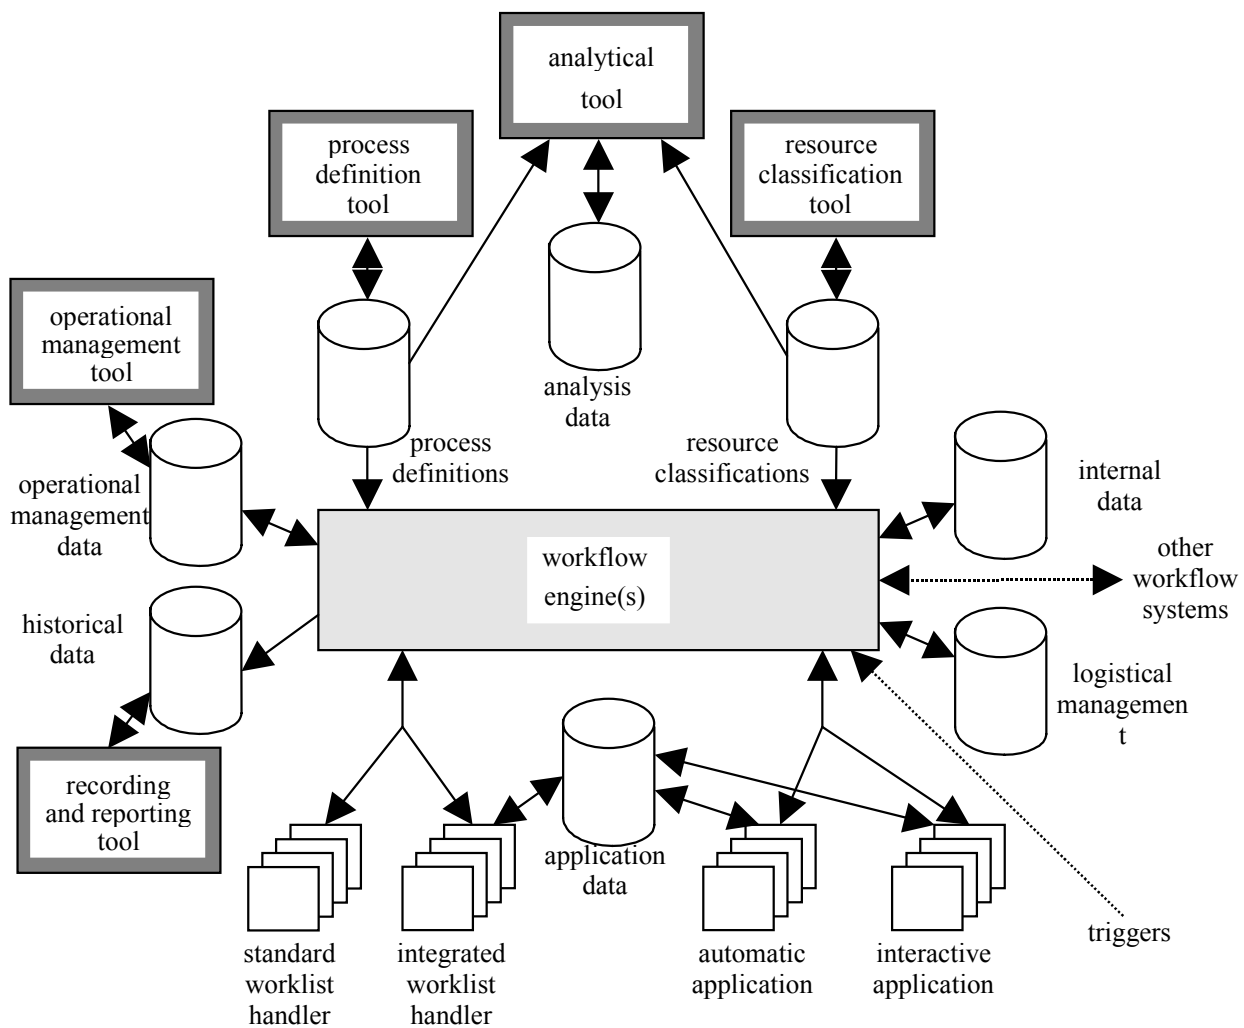 analytical
tool
process
definition
tool
resource
classification
tool
operational
management
tool
analysis
data
process
definitions
resource
classifications
internal
data
operational
management
data
workflow
engine(s)
other
workflow
systems
historical
data
logistical
managemen
t
recording
and reporting
tool
application
data
triggers
standard
worklist
handler
integrated
worklist
handler
automatic
application
interactive
application